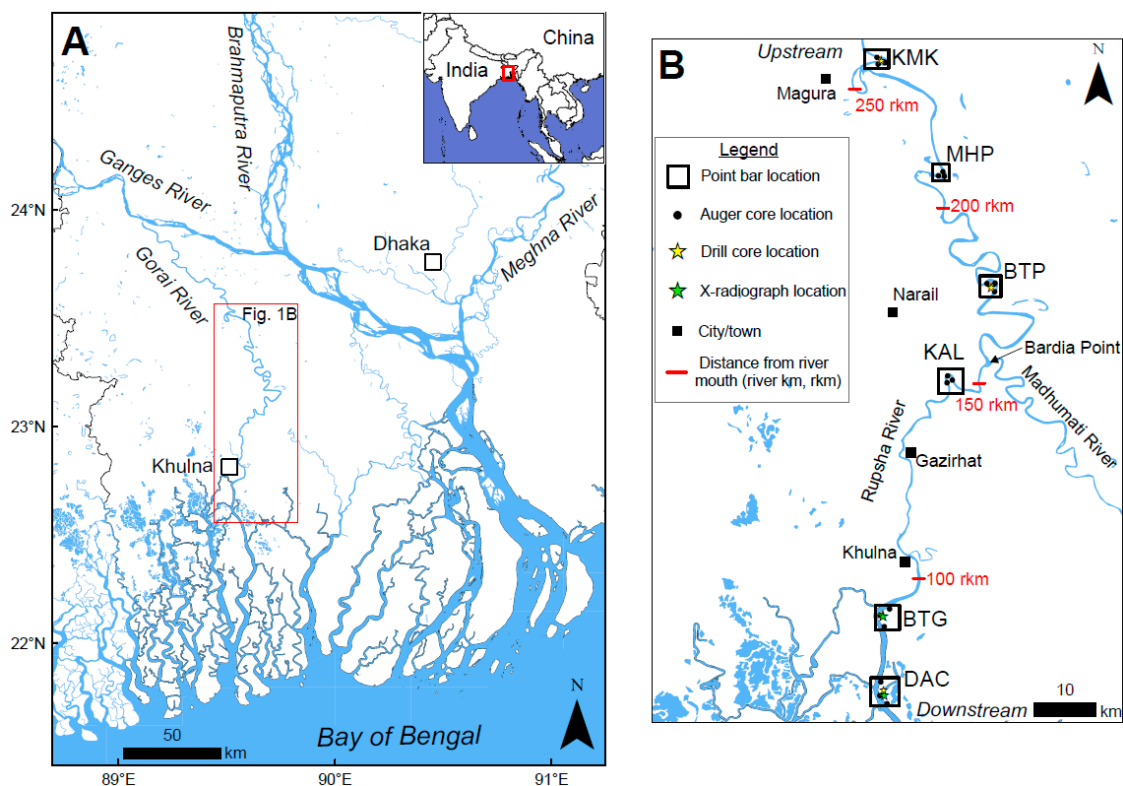 A
China
India
Brahmaputra River
Ganges River
24°N
Gorai River
Dhaka
Meghna River
Fig. 1B
23°N
Khulna
22°N
N
50
km
Bay of Bengal
89°E
90°E
91°E
B
Upstream
KMK
N
Magura
250 rkm
Legend
Point bar location
Auger core location
Drill core location
X-radiograph location
City/town
Distance from river
mouth (river km, rkm)
MHP
200 rkm
BTP
Narail
KAL
Bardia Point
150 rkm
Madhumati River
Rupsha River
Gazirhat
Khulna
100 rkm
BTG
DAC
10
Downstream
km